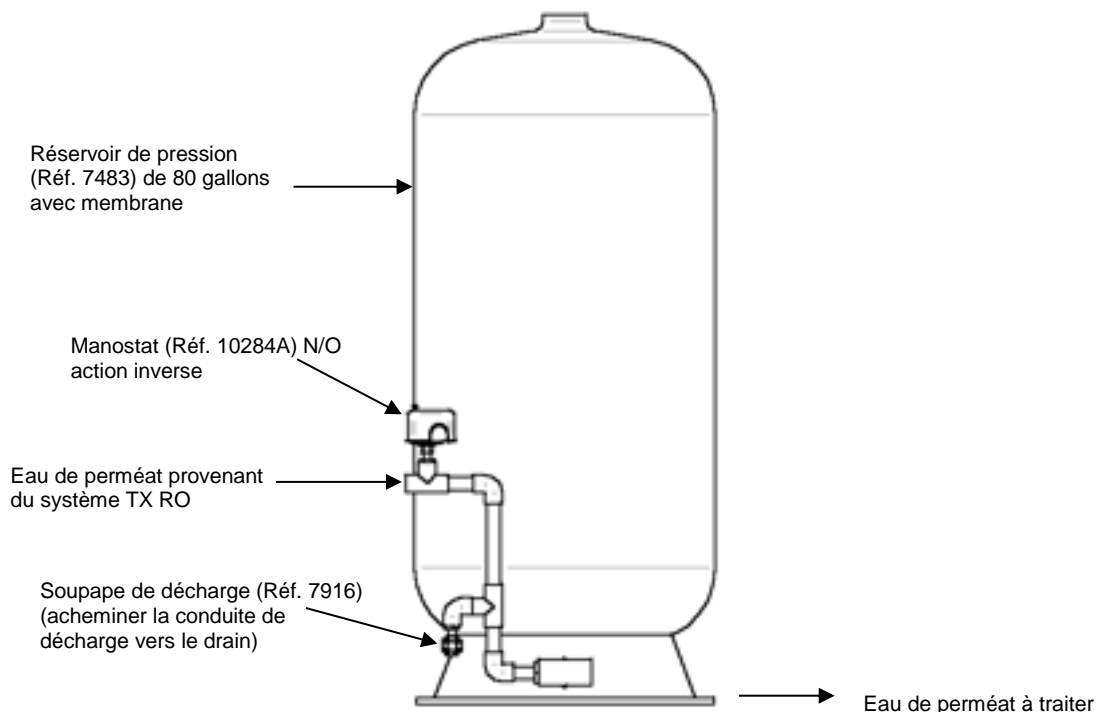 Réservoir de pression
(Réf. 7483) de 80 gallons
avec membrane
Manostat (Réf. 10284A) N/O
action inverse
Eau de perméat provenant
du système TX RO
Soupape de décharge (Réf. 7916)
(acheminer la conduite de
décharge vers le drain)
Eau de perméat à traiter